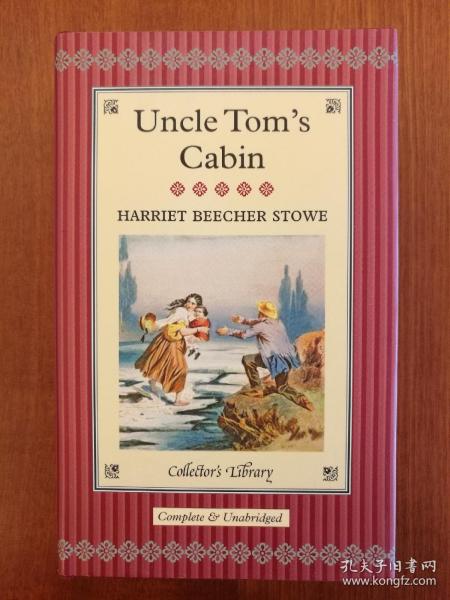 Uncle Tom's
Cabin
HARRIET BEECHER STOWE
Collector's Library
Complete & Unabridged
孔夫子旧书网
www.kongfz.com